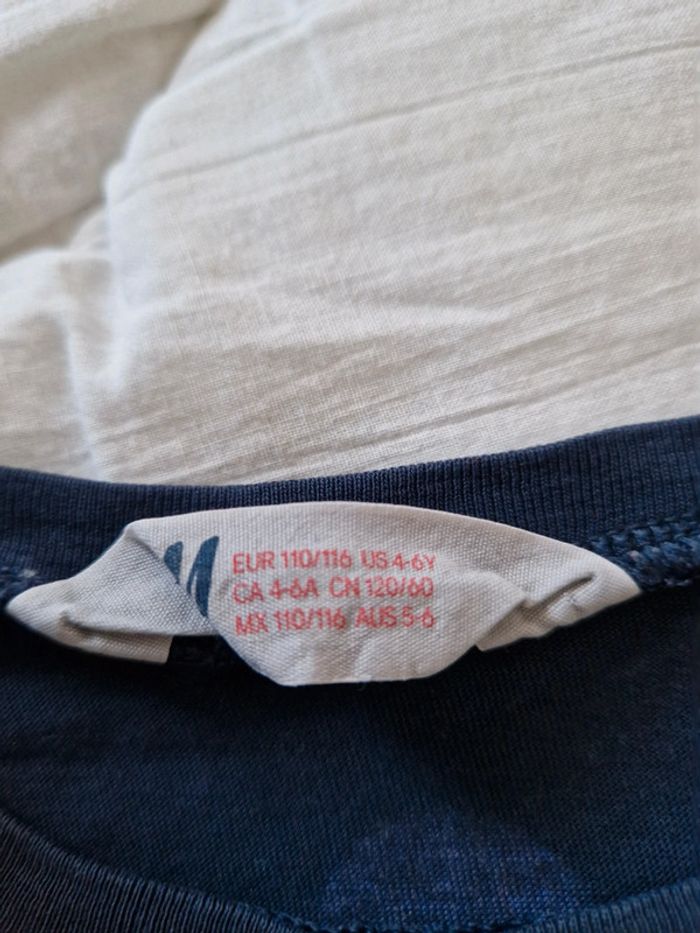 M
EUR 110/116 US 4-6Y
CA 4-6A CN 120/60
MX 110/116 AUS 5-6